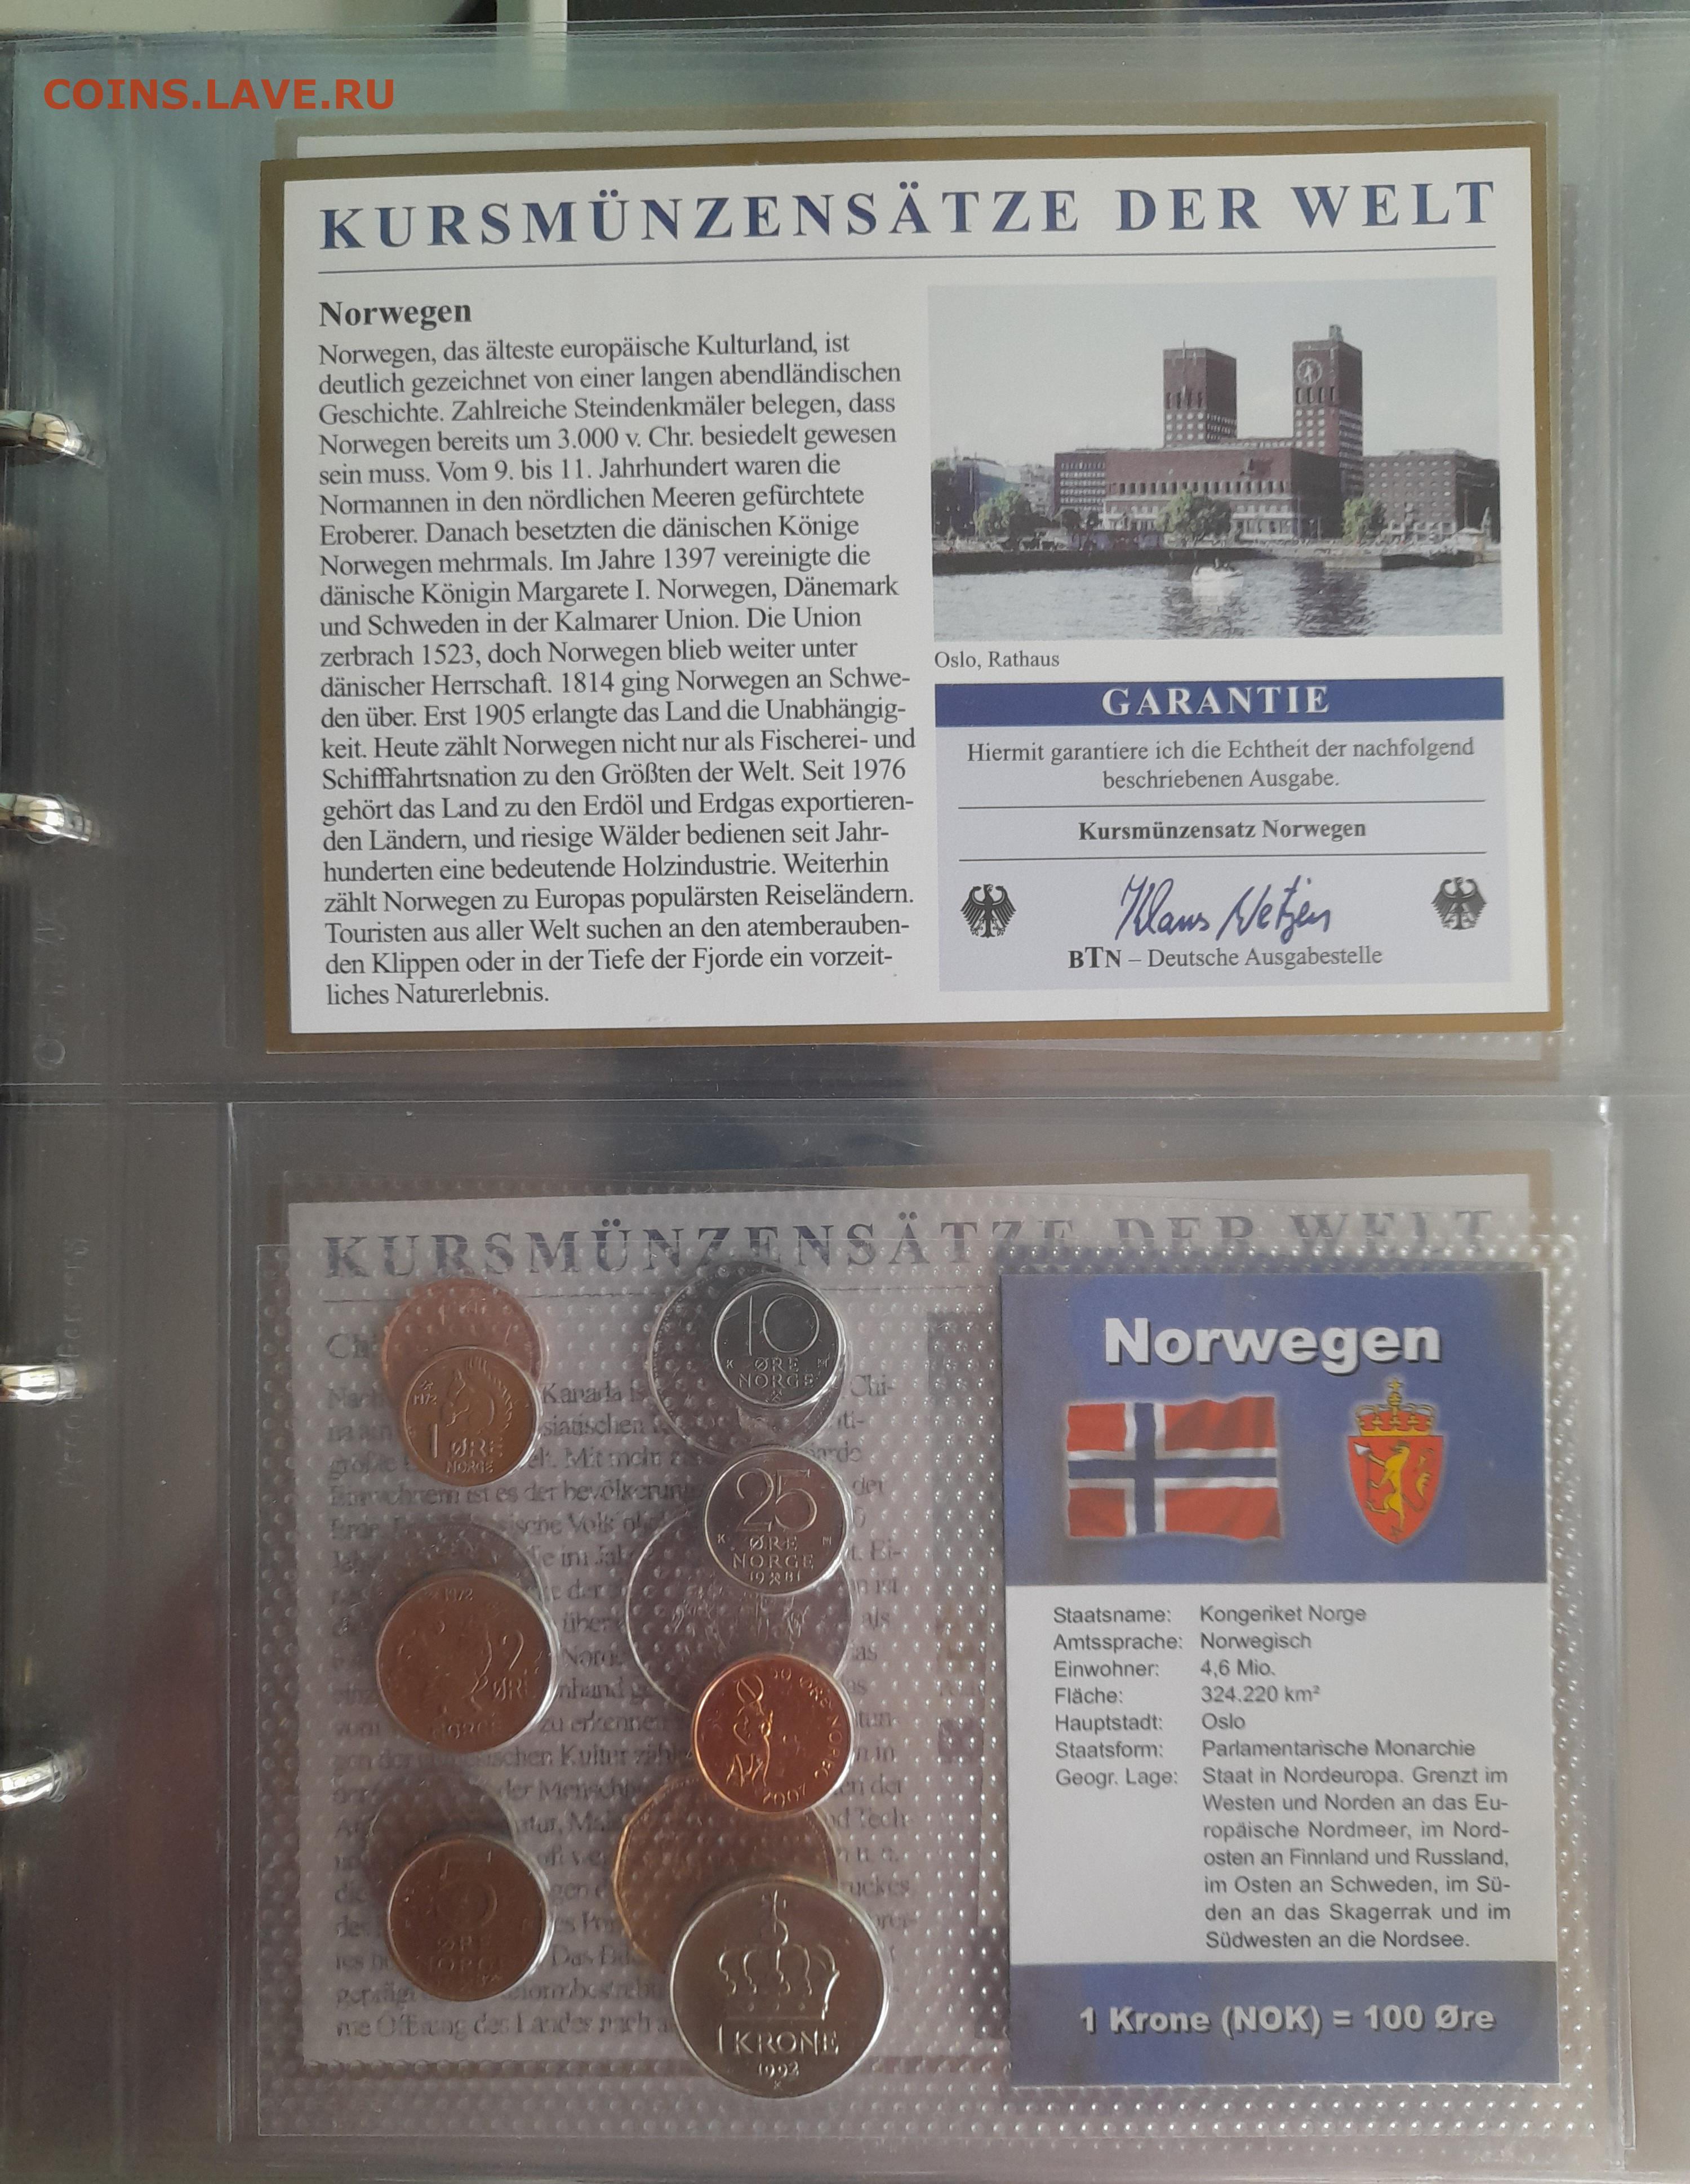 COINS.LAVE.RU
KURSMÜNZENSÄTZE DER WELT
Norwegen
Norwegen, das älteste europäische Kulturland, ist
deutlich gezeichnet von einer langen abendländischen
Geschichte. Zahlreiche Steindenkmäler belegen, dass
Norwegen bereits um 3.000 v. Chr. besiedelt gewesen
sein muss. Vom 9. bis 11. Jahrhundert waren die
Normannen in den nördlichen Meeren gefürchtete
Eroberer. Danach besetzten die dänischen Könige
Norwegen mehrmals. Im Jahre 1397 vereinigte die
dänische Königin Margarete I. Norwegen, Dänemark
und Schweden in der Kalmarer Union. Die Union
zerbrach 1523, doch Norwegen blieb weiter unter
dänischer Herrschaft. 1814 ging Norwegen an Schwe-
den über. Erst 1905 erlangte das Land die Unabhängig-
keit. Heute zählt Norwegen nicht nur als Fischerei- und
Schifffahrtsnation zu den Größten der Welt. Seit 1976
gehört das Land zu den Erdöl und Erdgas exportieren-
den Ländern, und riesige Wälder bedienen seit Jahr-
hunderten eine bedeutende Holzindustrie. Weiterhin
zählt Norwegen zu Europas populärsten Reiseländern.
Touristen aus aller Welt suchen an den atemberauben-
den Klippen oder in der Tiefe der Fjorde ein vorzeit-
liches Naturerlebnis.
Oslo, Rathaus
GARANTIE
Hiermit garantiere ich die Echtheit der nachfolgend
beschriebenen Ausgabe.
Kursmünzensatz Norwegen
BTN – Deutsche Ausgabestelle
KURSMÜNZENSÄTZE DER WELT
1972
1 ØRE
NORGE
1972
2
ØRE
5
ØRE
10
K ØRE
NORGE
25
K ØRE
NORGE
1981
50 ØRE NORGE
2007
1 KRONE
1992
Norwegen
Staatsname: Kongeriket Norge
Amtssprache: Norwegisch
Einwohner: 4,6 Mio.
Fläche: 324.220 km²
Hauptstadt: Oslo
Staatsform: Parlamentarische Monarchie
Geogr. Lage: Staat in Nordeuropa. Grenzt im
Westen und Norden an das Eu-
ropäische Nordmeer, im Nord-
osten an Finnland und Russland,
im Osten an Schweden, im Sü-
den an das Skagerrak und im
Südwesten an die Nordsee.
1 Krone (NOK) = 100 Øre